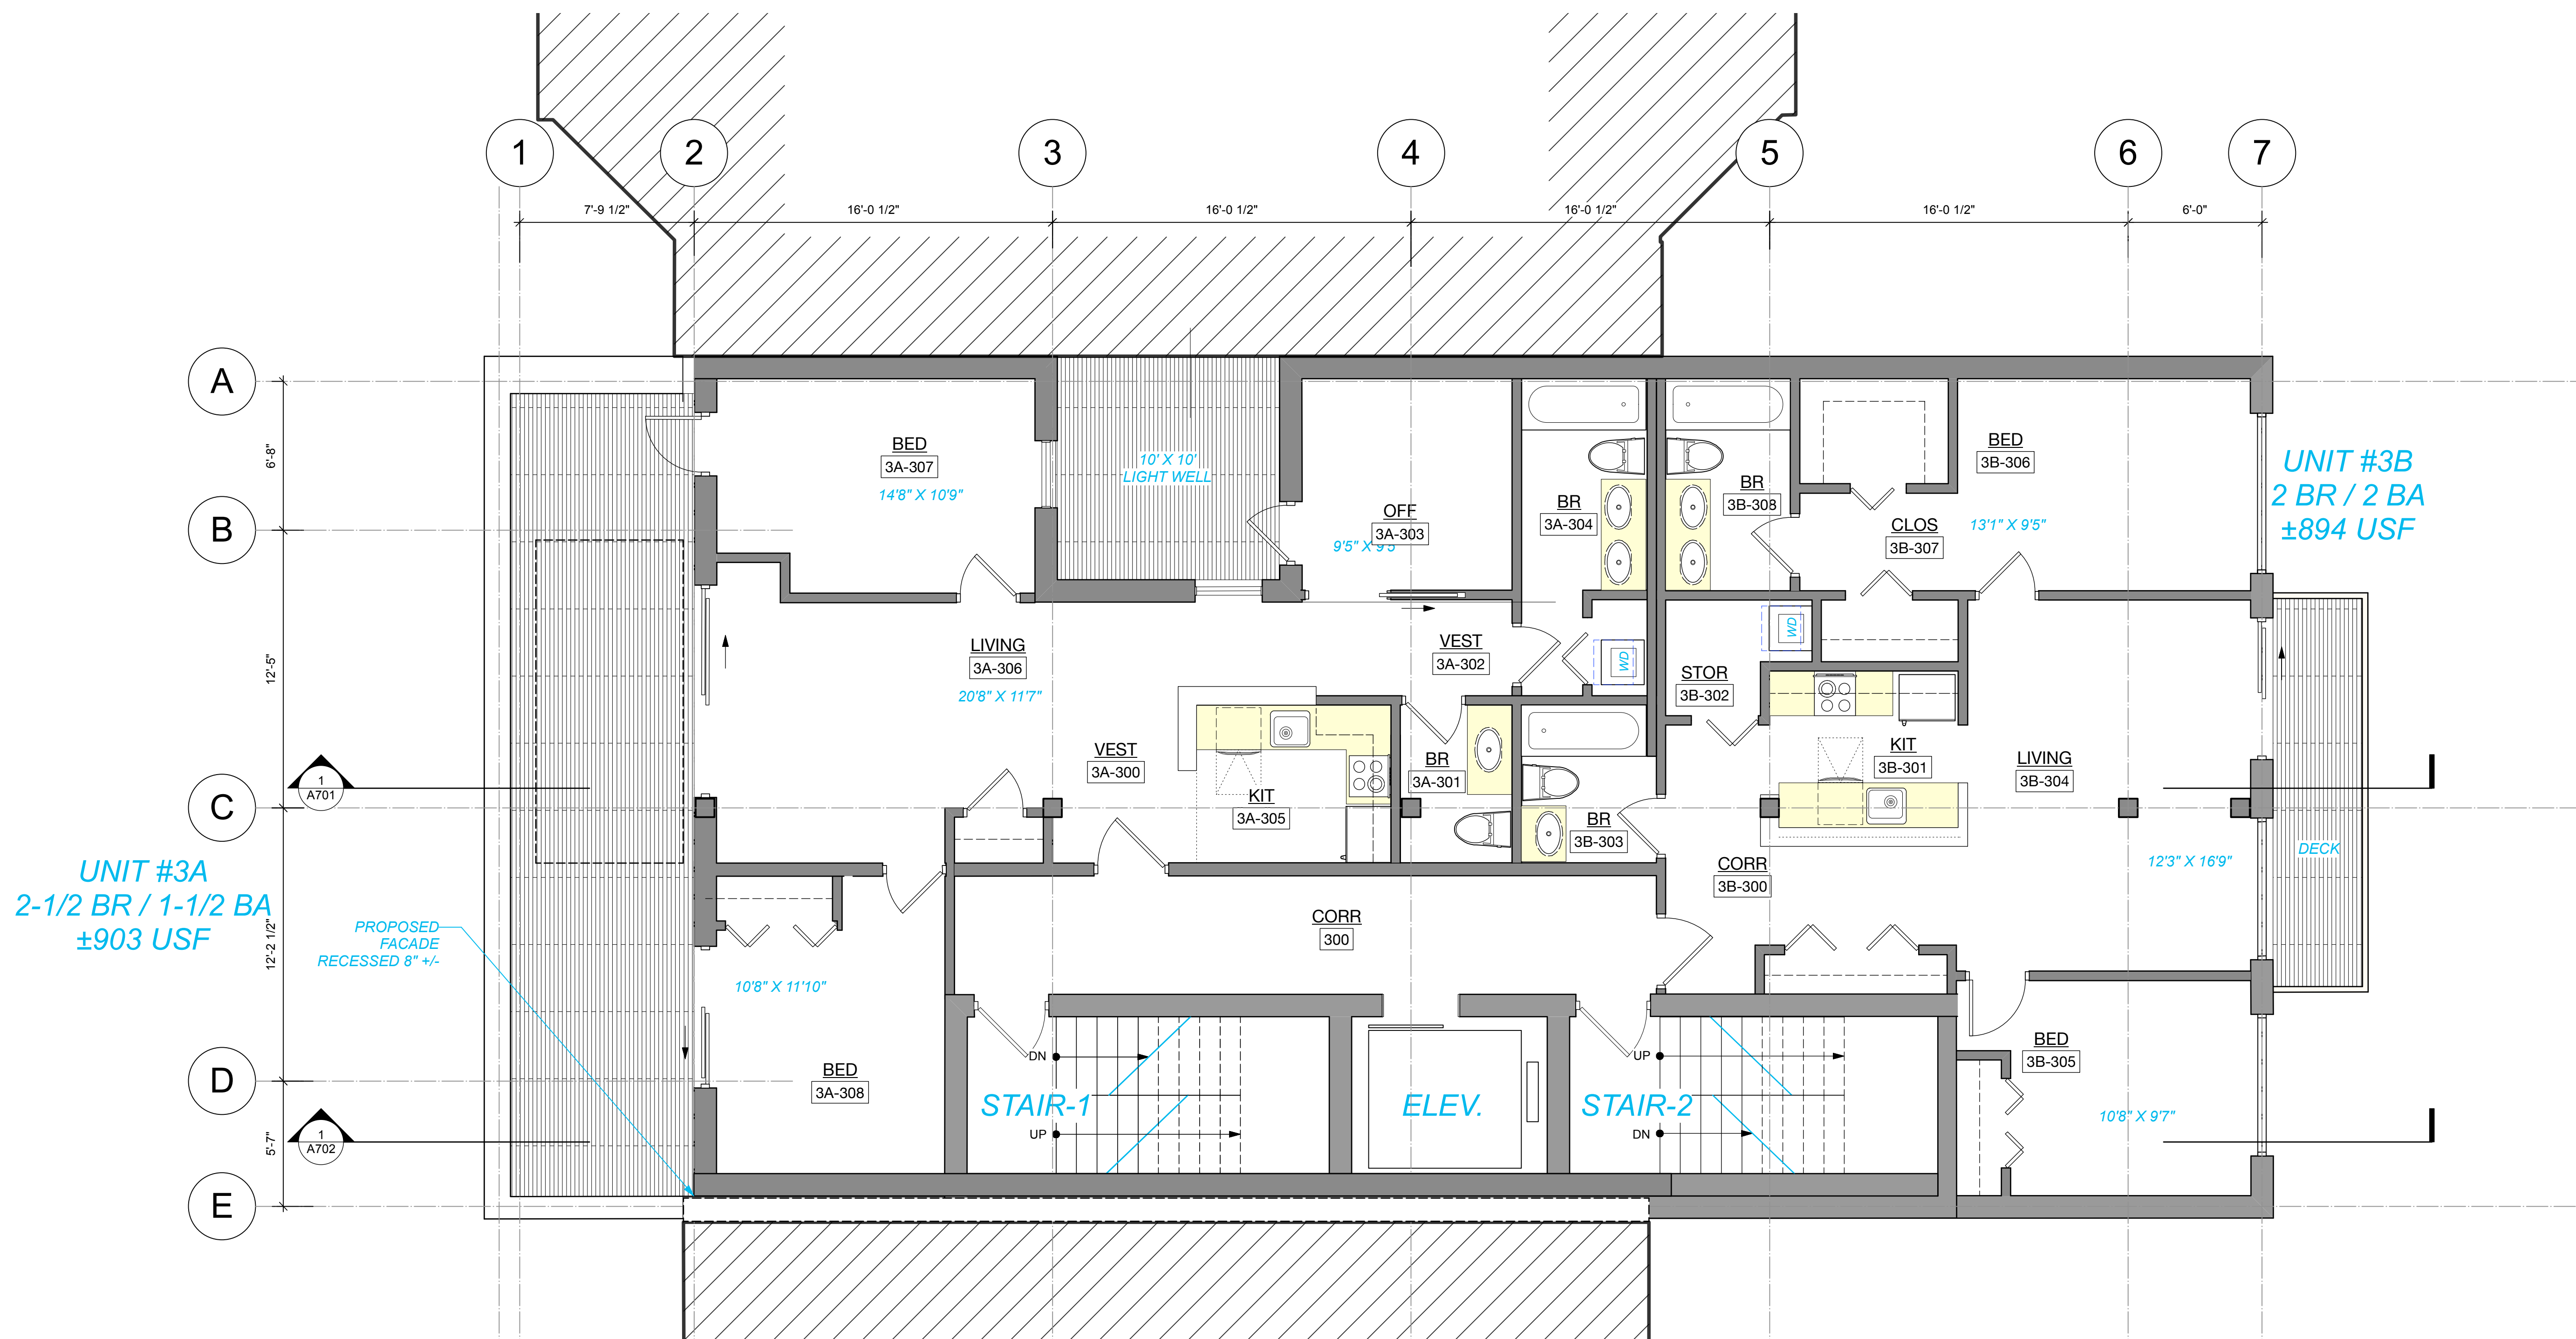 1
2
3
4
5
6
7
7'-9 1/2"
16'-0 1/2"
16'-0 1/2"
16'-0 1/2"
16'-0 1/2"
6'-0"
A
B
C
D
E
6'-8"
12'-5"
12'-2 1/2"
5'-7"
1
A701
1
A702
UNIT #3A
2-1/2 BR / 1-1/2 BA
±903 USF
PROPOSED
FACADE
RECESSED 8" +/-
BED
3A-307
14'8" X 10'9"
10' X 10'
LIGHT WELL
OFF
3A-303
9'5" X 9'5"
BR
3A-304
BR
3B-308
CLOS
3B-307
BED
3B-306
13'1" X 9'5"
UNIT #3B
2 BR / 2 BA
±894 USF
LIVING
3A-306
20'8" X 11'7"
VEST
3A-302
WD
WD
STOR
3B-302
VEST
3A-300
KIT
3A-305
BR
3A-301
BR
3B-303
KIT
3B-301
LIVING
3B-304
12'3" X 16'9"
DECK
CORR
3B-300
CORR
300
10'8" X 11'10"
BED
3A-308
DN
STAIR-1
UP
ELEV.
UP
STAIR-2
DN
BED
3B-305
10'8" X 9'7"